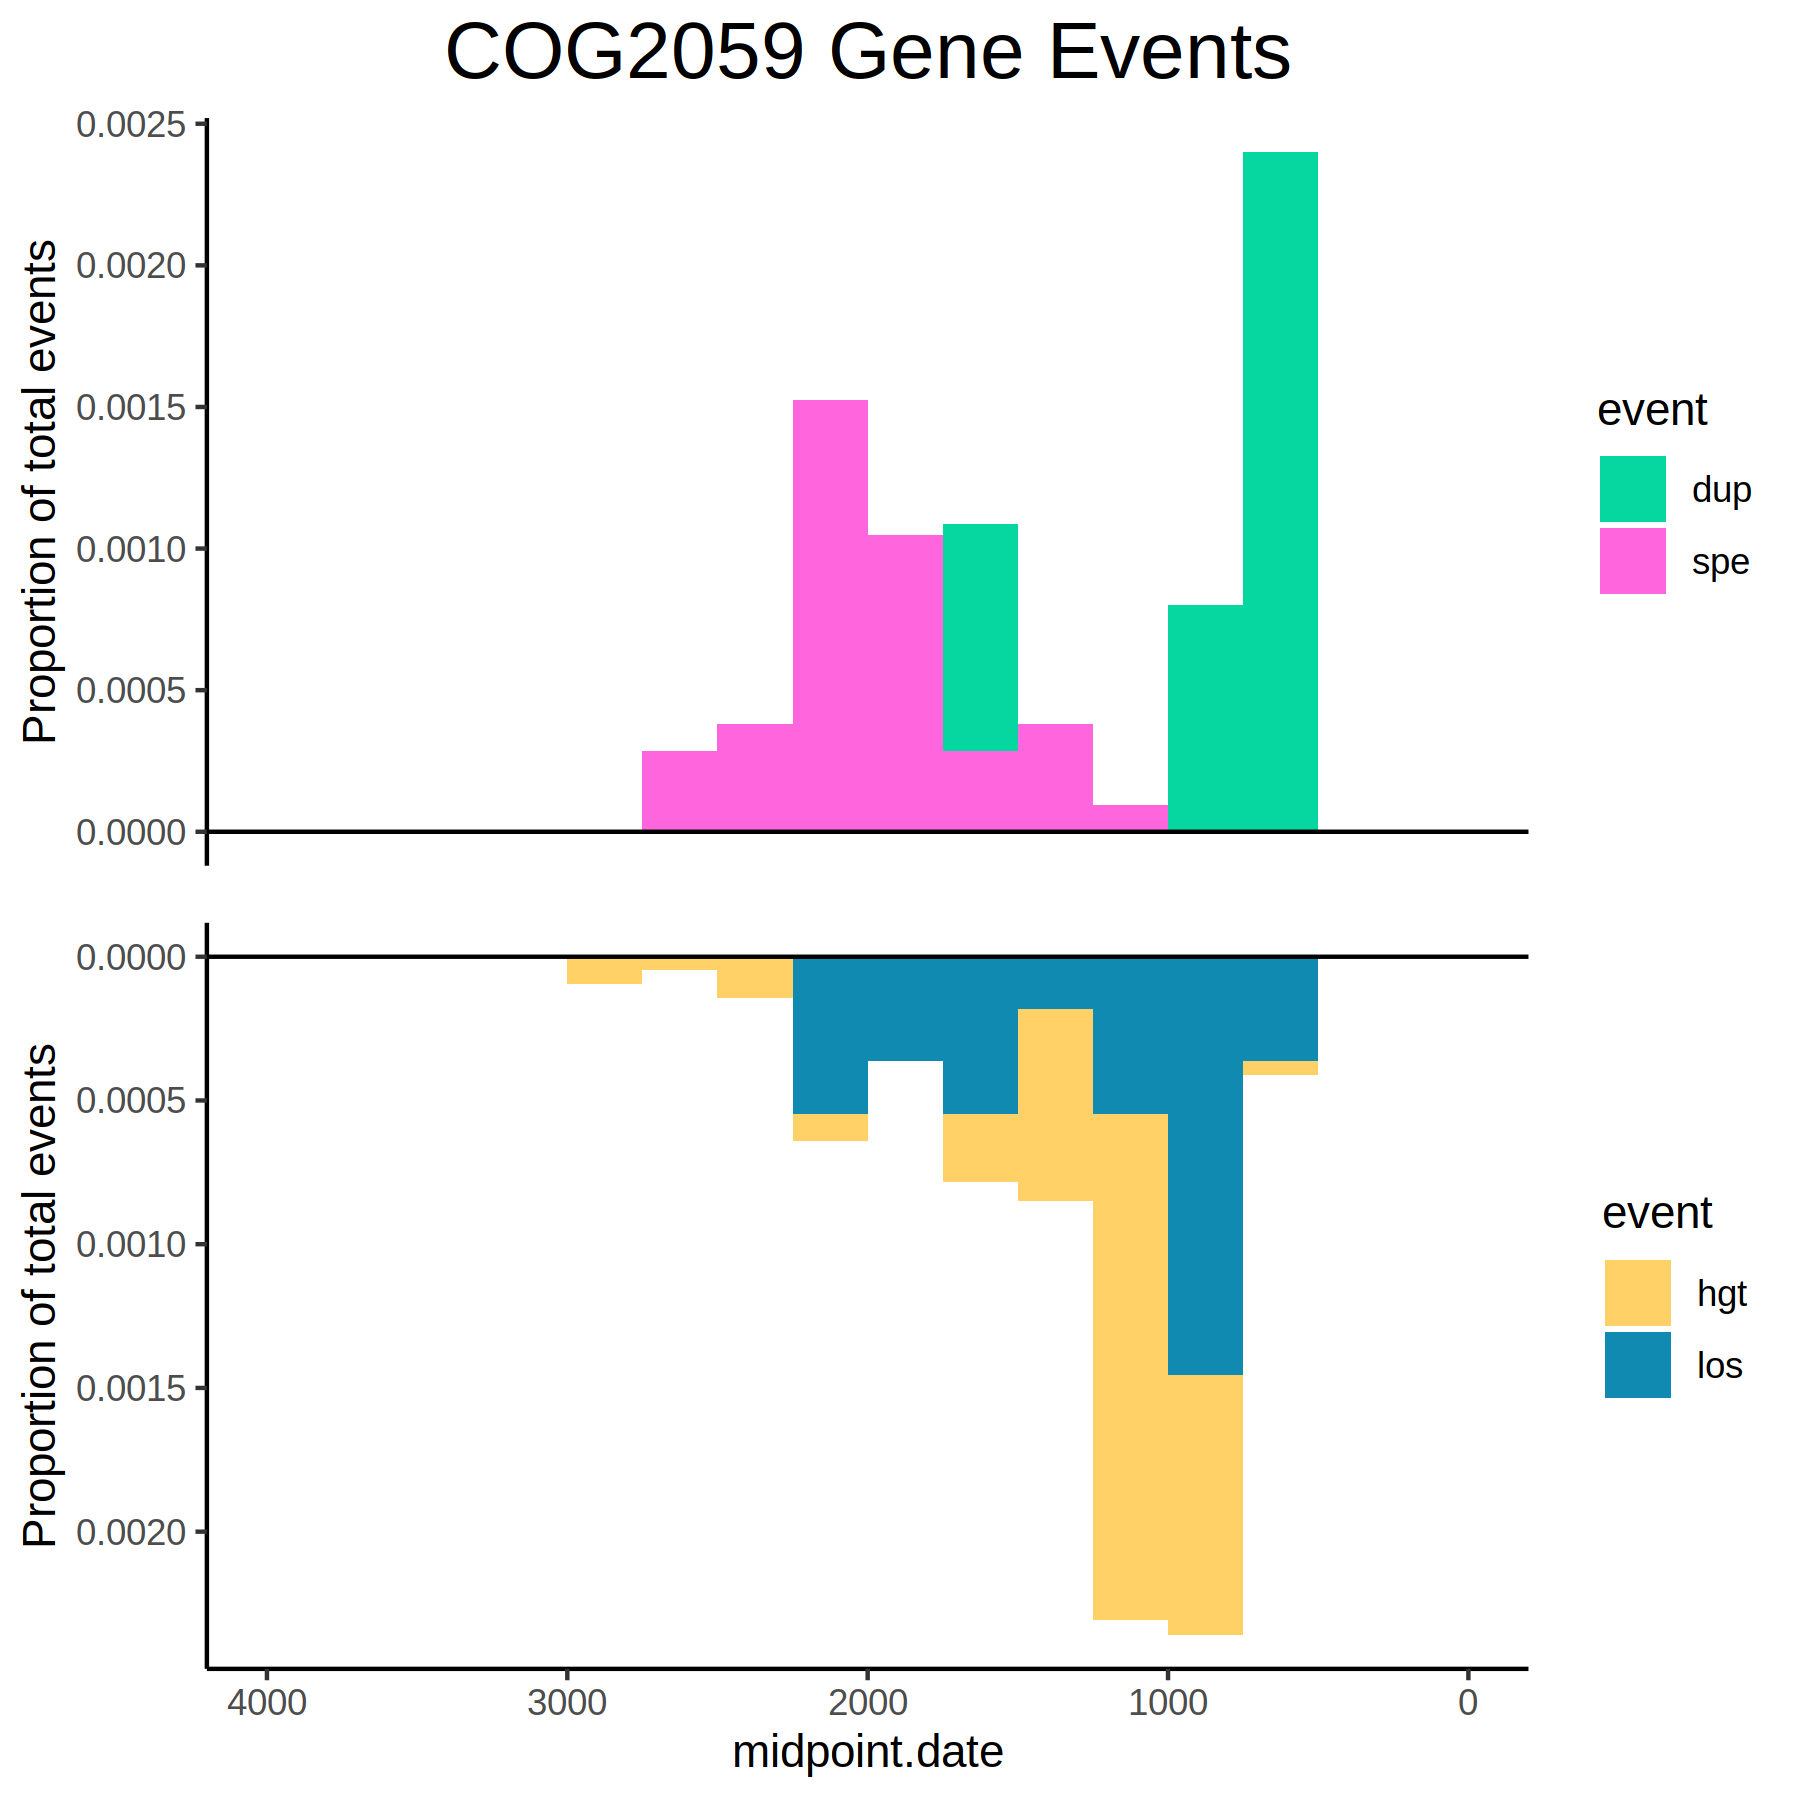 COG2059 Gene Events
Proportion of total events
0.0025
0.0020
0.0015
0.0010
0.0005
0.0000
event
dup
spe
Proportion of total events
0.0000
0.0005
0.0010
0.0015
0.0020
event
hgt
los
4000 3000 2000 1000 0
midpoint.date